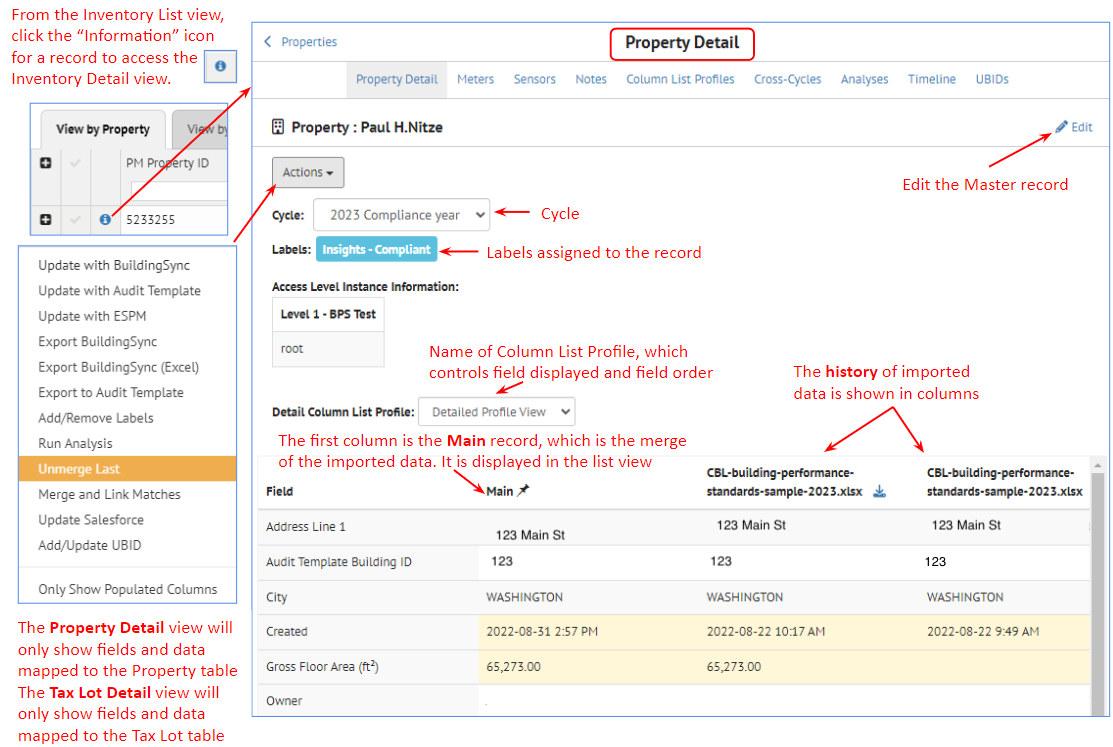 From the Inventory List view,
click the “Information” icon
for a record to access the
Inventory Detail view.
View by Property
View by
PM Property ID
5233255
Update with BuildingSync
Update with Audit Template
Update with ESPM
Export BuildingSync
Export BuildingSync (Excel)
Export to Audit Template
Add/Remove Labels
Run Analysis
Unmerge Last
Merge and Link Matches
Update Salesforce
Add/Update UBID
Only Show Populated Columns
The Property Detail view will
only show fields and data
mapped to the Property table
The Tax Lot Detail view will
only show fields and data
mapped to the Tax Lot table
Properties
Property Detail
Property Detail Meters Sensors Notes Column List Profiles Cross-Cycles Analyses Timeline UBIDs
Property : Paul H.Nitze
Edit
Edit the Master record
Actions
Cycle: 2023 Compliance year
Cycle
Labels: Insights - Compliant
Labels assigned to the record
Access Level Instance Information:
Level 1 - BPS Test
root
Name of Column List Profile, which
controls field displayed and field order
The history of imported
data is shown in columns
Detail Column List Profile: Detailed Profile View
The first column is the Main record, which is the merge
of the imported data. It is displayed in the list view
Field Main CBL-building-performance-
standards-sample-2023.xlsx CBL-building-performance-
standards-sample-2023.xlsx
Address Line 1 123 Main St 123 Main St 123 Main St
Audit Template Building ID 123 123 123
City WASHINGTON WASHINGTON WASHINGTON
Created 2022-08-31 2:57 PM 2022-08-22 10:17 AM 2022-08-22 9:49 AM
Gross Floor Area (ft²) 65,273.00 65,273.00
Owner